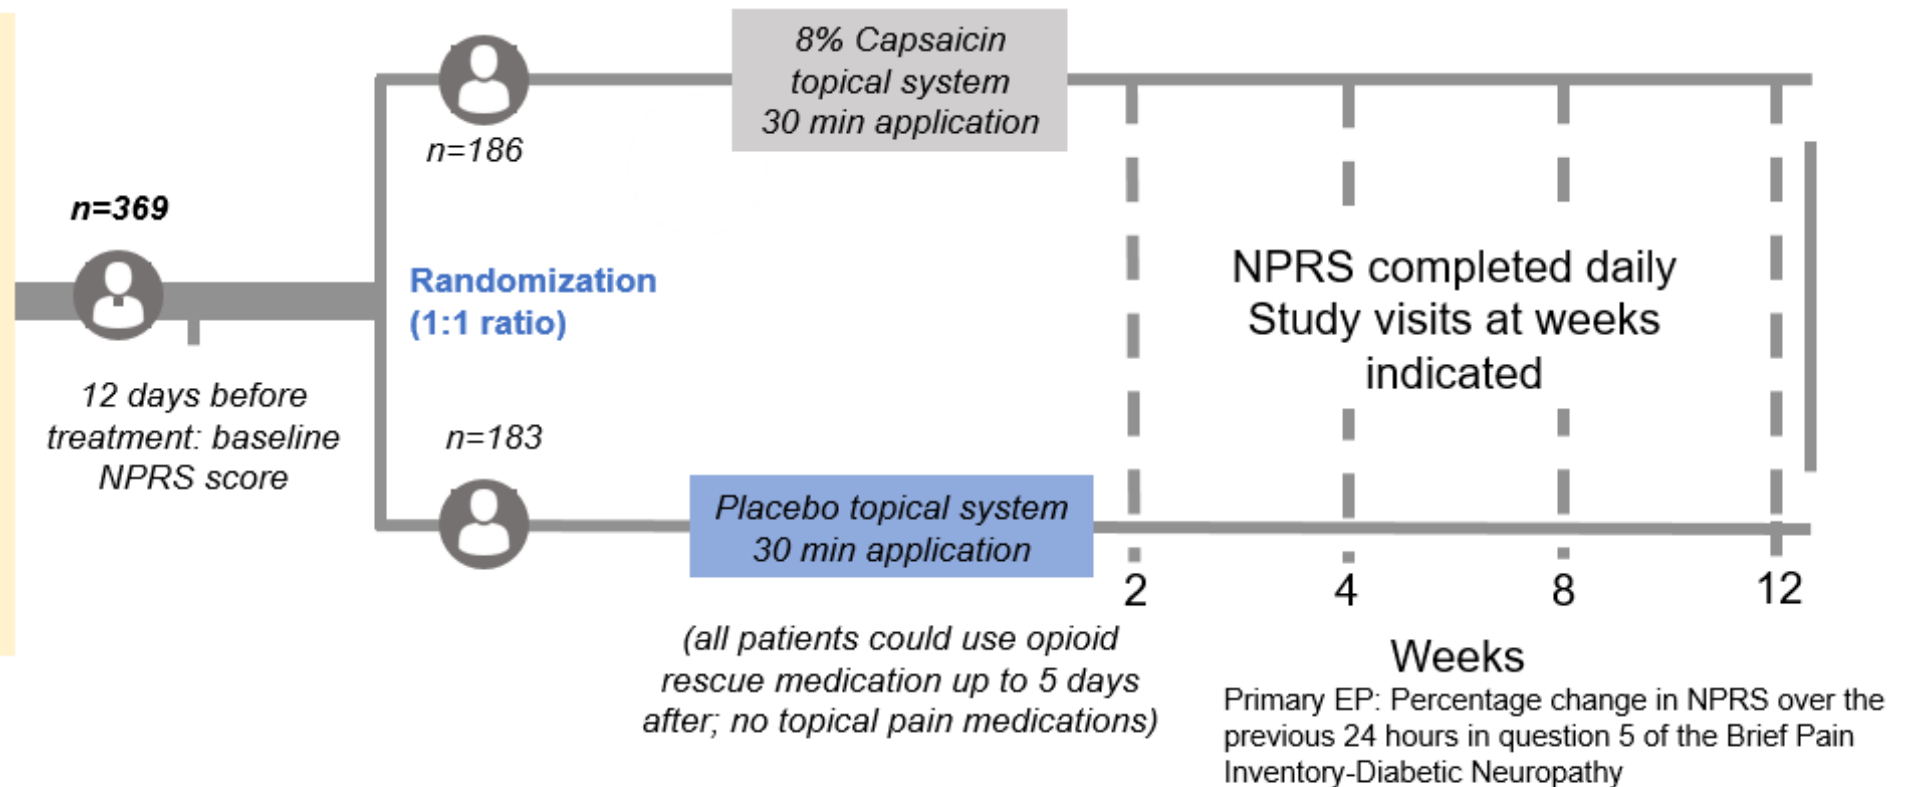 n=369
12 days before
treatment: baseline
NPRS score
Randomization
(1:1 ratio)
n=186
8% Capsaicin
topical system
30 min application
n=183
Placebo topical system
30 min application
(all patients could use opioid
rescue medication up to 5 days
after; no topical pain medications)
NPRS completed daily
Study visits at weeks
indicated
2 4 8 12
Weeks
Primary EP: Percentage change in NPRS over the
previous 24 hours in question 5 of the Brief Pain
Inventory-Diabetic Neuropathy